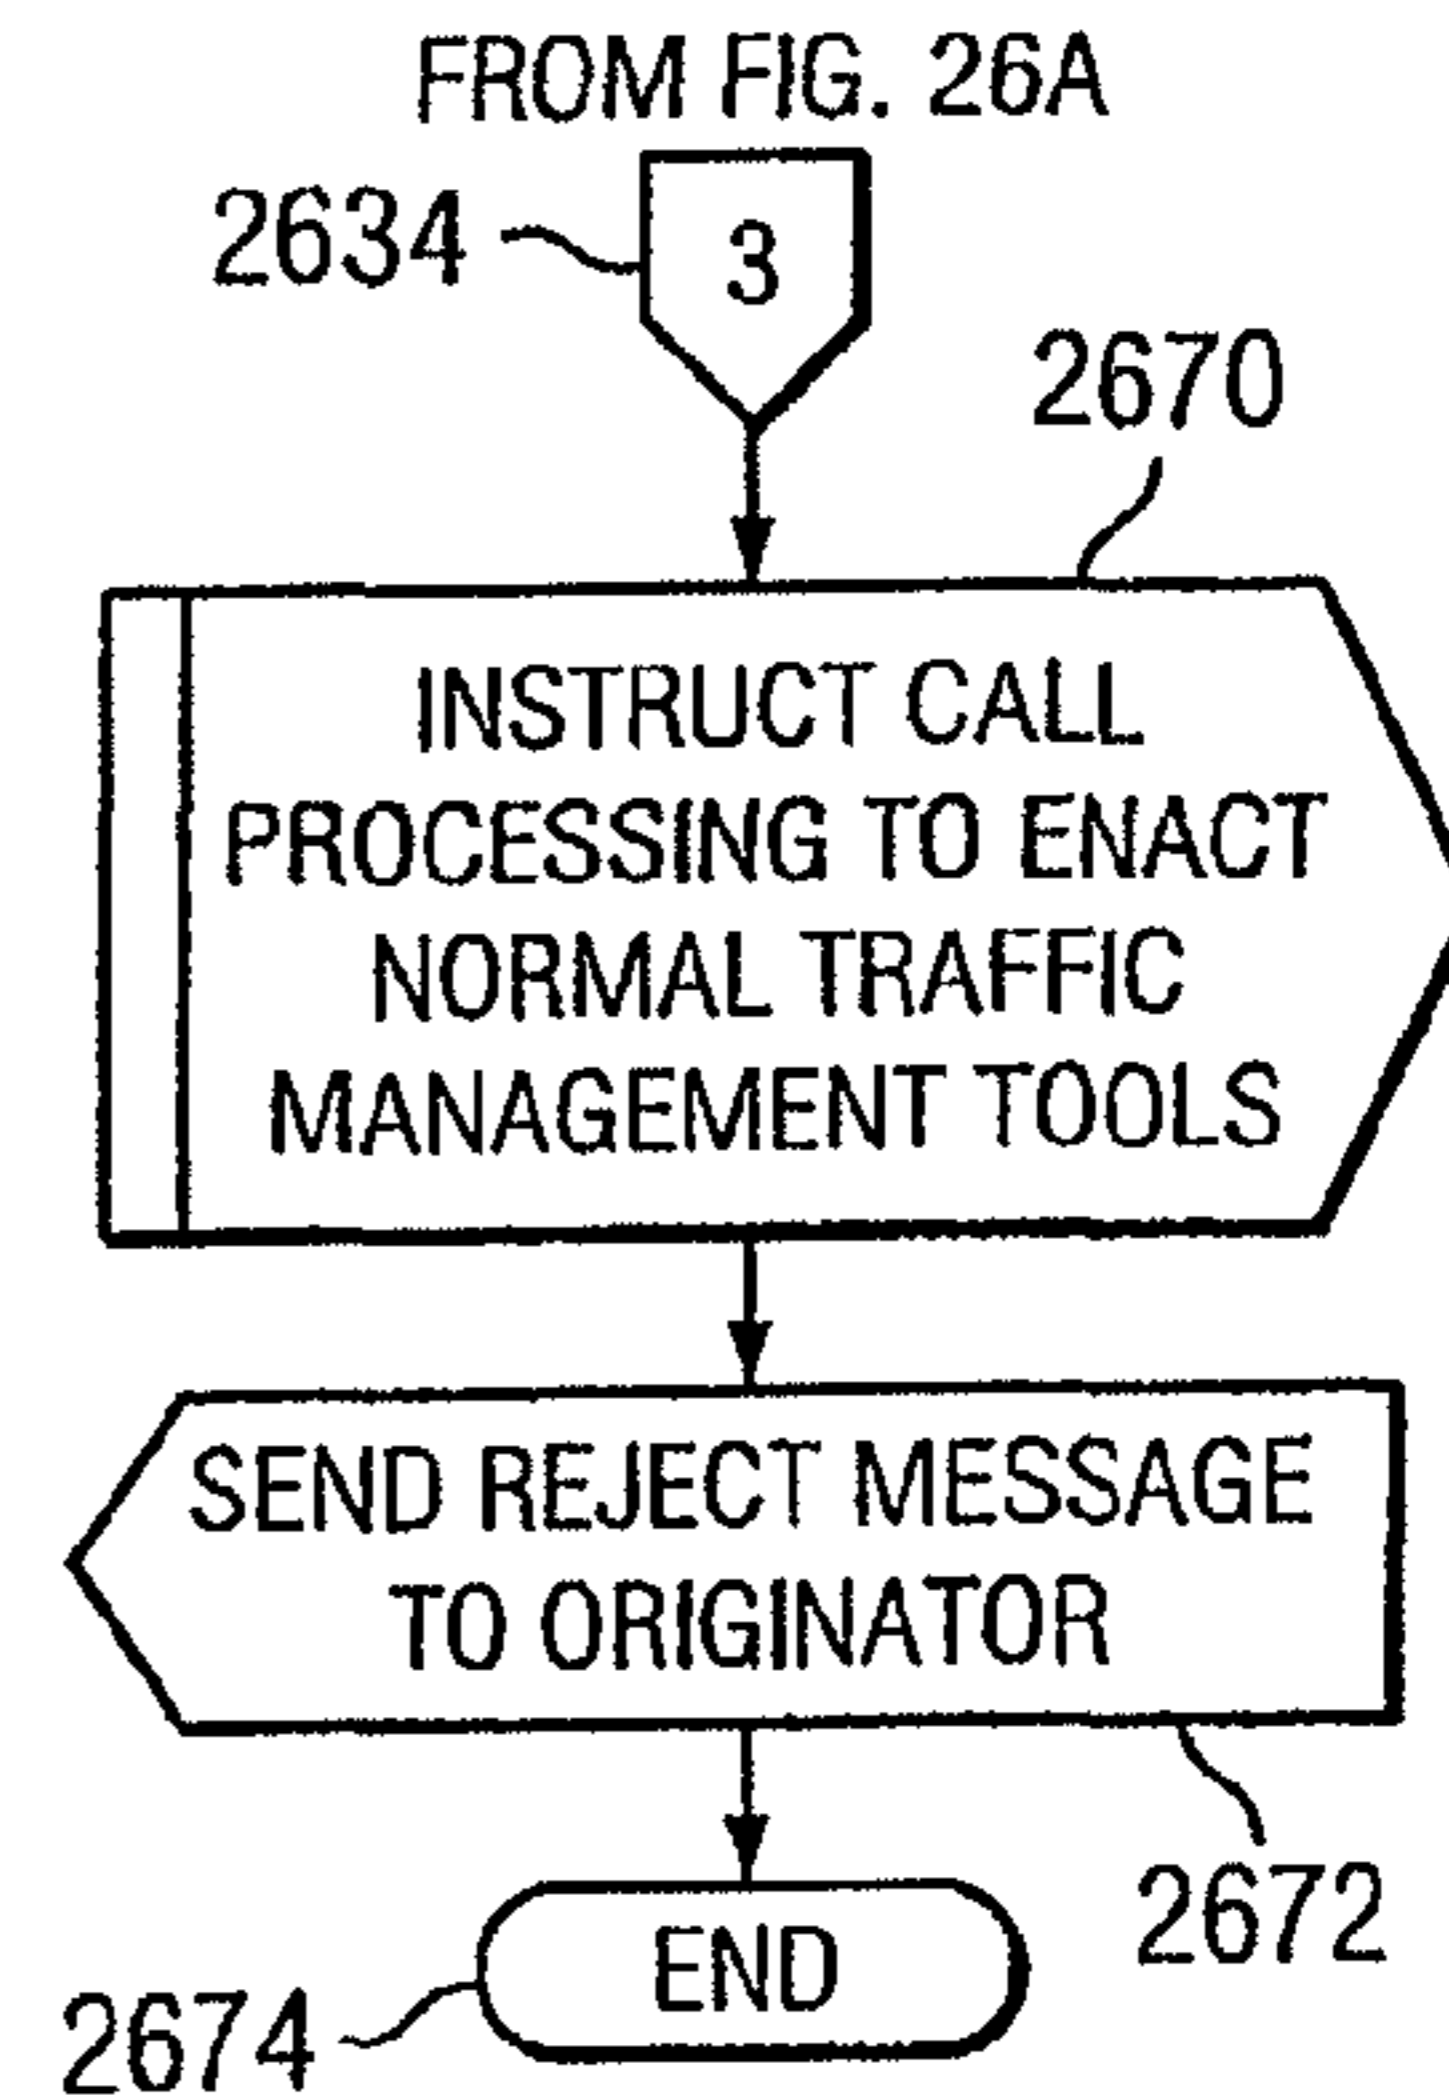 FROM FIG. 26A
2634
3
2670
INSTRUCT CALL
PROCESSING TO ENACT
NORMAL TRAFFIC
MANAGEMENT TOOLS
SEND REJECT MESSAGE
TO ORIGINATOR
2672
END
2674